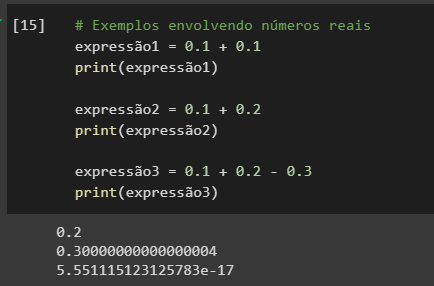 [15] # Exemplos envolvendo números reais
expressão1 = 0.1 + 0.1
print(expressão1)
expressão2 = 0.1 + 0.2
print(expressão2)
expressão3 = 0.1 + 0.2 - 0.3
print(expressão3)
0.2
0.30000000000000004
5.551115123125783e-17